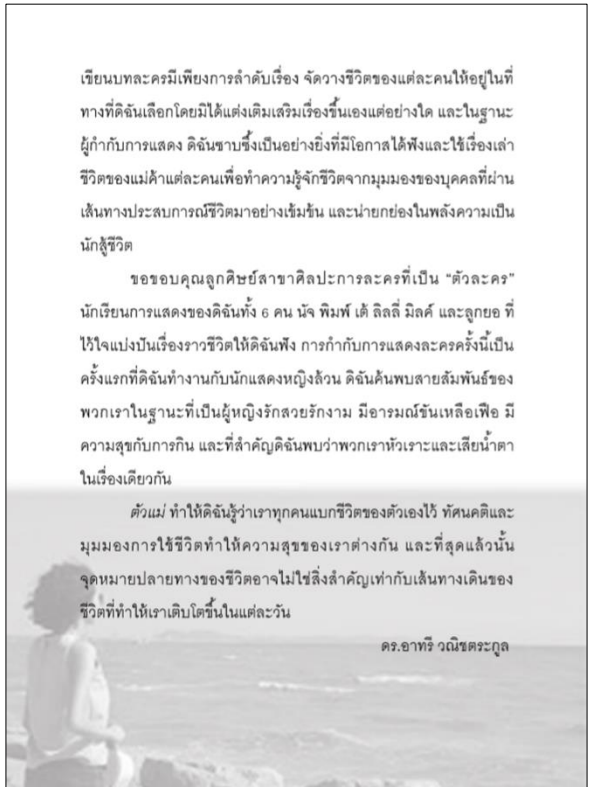 เขียนบทละครมีเพียงการลำดับเรื่อง จัดวางชีวิตของแต่ละคนให้อยู่ในที่
ทางที่ดิฉันเลือกโดยมิได้แต่งเติมเสริมเรื่องขึ้นเองแต่อย่างใด และในฐานะ
ผู้กำกับการแสดง ดิฉันซาบซึ้งเป็นอย่างยิ่งที่มีโอกาสได้ฟังและใช้เรื่องเล่า
ชีวิตของแม่ค้าแต่ละคนเพื่อทำความรู้จักชีวิตจากมุมมองของบุคคลที่ผ่าน
เส้นทางประสบการณ์ชีวิตมาอย่างเข้มข้น และน่ายกย่องในพลังความเป็น
นักสู้ชีวิต
ขอขอบคุณลูกศิษย์สาขาศิลปะการละครที่เป็น "ตัวละคร"
นักเรียนการแสดงของดิฉันทั้ง 6 คน นัจ พิมพ์ เต้ ลิลลี่ มิลค์ และลูกยอ ที่
ไว้ใจแบ่งปันเรื่องราวชีวิตให้ดิฉันฟัง การกำกับการแสดงละครครั้งนี้เป็น
ครั้งแรกที่ดิฉันทำงานกับนักแสดงหญิงล้วน ดิฉันค้นพบสายสัมพันธ์ของ
พวกเราในฐานะที่เป็นผู้หญิงรักสวยรักงาม มีอารมณ์ขันเหลือเฟือ มี
ความสุขกับการกิน และที่สำคัญดิฉันพบว่าพวกเราหัวเราะและเสียน้ำตา
ในเรื่องเดียวกัน
ตัวแม่ ทำให้ดิฉันรู้ว่าเราทุกคนแบกชีวิตของตัวเองไว้ ทัศนคติและ
มุมมองการใช้ชีวิตทำให้ความสุขของเราต่างกัน และที่สุดแล้วนั้น
จุดหมายปลายทางของชีวิตอาจไม่ใช่สิ่งสำคัญเท่ากับเส้นทางเดินของ
ชีวิตที่ทำให้เราเติบโตขึ้นในแต่ละวัน
ดร.อาทรี วณิชตระกูล